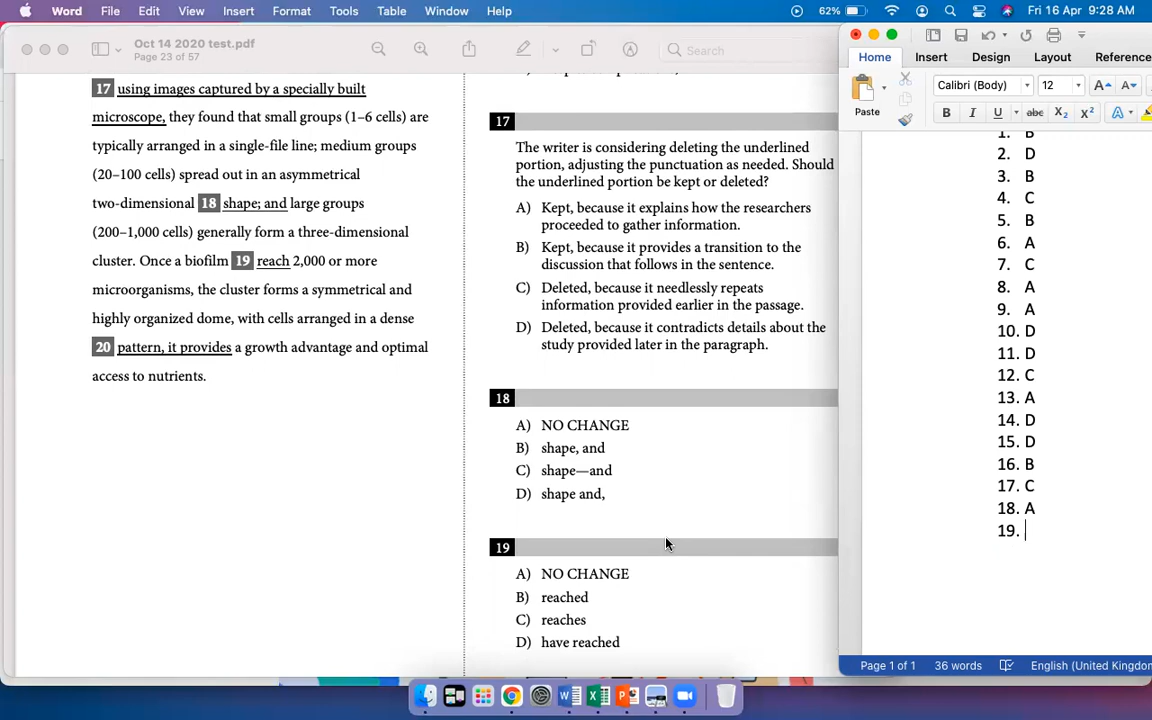 Word File Edit View Insert Format Tools Table Window Help 62% Fri 16 Apr 9:28 AM
Oct 14 2020 test.pdf
Page 23 of 57
Search
17 using images captured by a specially built
microscope, they found that small groups (1–6 cells) are
typically arranged in a single-file line; medium groups
(20–100 cells) spread out in an asymmetrical
two-dimensional 18 shape; and large groups
(200–1,000 cells) generally form a three-dimensional
cluster. Once a biofilm 19 reach 2,000 or more
microorganisms, the cluster forms a symmetrical and
highly organized dome, with cells arranged in a dense
20 pattern, it provides a growth advantage and optimal
access to nutrients.
17
The writer is considering deleting the underlined
portion, adjusting the punctuation as needed. Should
the underlined portion be kept or deleted?
A) Kept, because it explains how the researchers
proceeded to gather information.
B) Kept, because it provides a transition to the
discussion that follows in the sentence.
C) Deleted, because it needlessly repeats
information provided earlier in the passage.
D) Deleted, because it contradicts details about the
study provided later in the paragraph.
18
A) NO CHANGE
B) shape, and
C) shape—and
D) shape and,
19
A) NO CHANGE
B) reached
C) reaches
D) have reached
Home Insert Design Layout Reference
Paste
Calibri (Body) 12 A A
B I U abc X2 X2 A
1. B
2. D
3. B
4. C
5. B
6. A
7. C
8. A
9. A
10. D
11. D
12. C
13. A
14. D
15. D
16. B
17. C
18. A
19.
Page 1 of 1 36 words English (United Kingdom